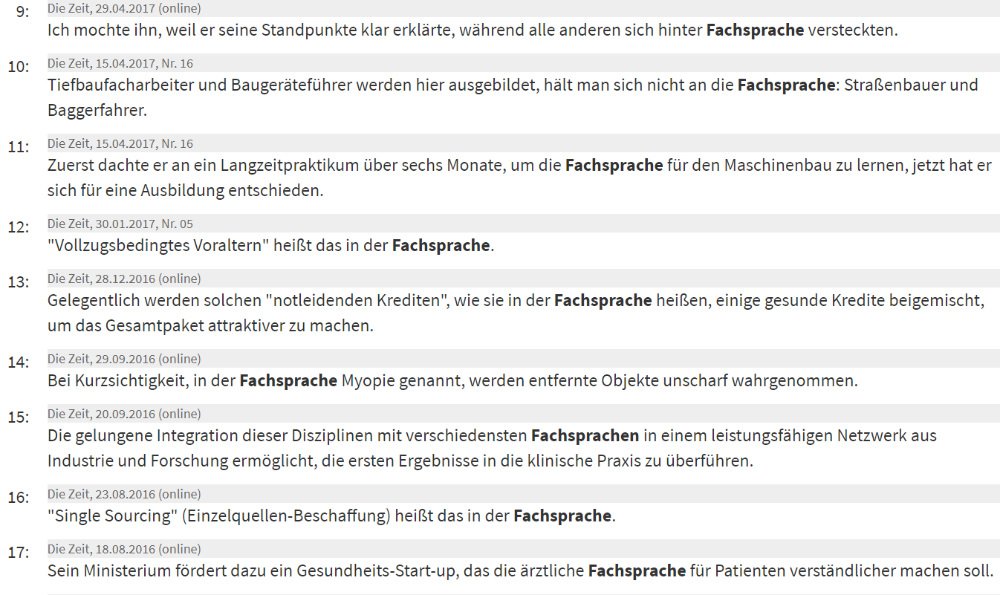 9: Die Zeit, 29.04.2017 (online)
Ich mochte ihn, weil er seine Standpunkte klar erklärte, während alle anderen sich hinter Fachsprache versteckten.
10: Die Zeit, 15.04.2017, Nr. 16
Tiefbaufacharbeiter und Baugeräteführer werden hier ausgebildet, hält man sich nicht an die Fachsprache: Straßenbauer und
Baggerfahrer.
11: Die Zeit, 15.04.2017, Nr. 16
Zuerst dachte er an ein Langzeitpraktikum über sechs Monate, um die Fachsprache für den Maschinenbau zu lernen, jetzt hat er
sich für eine Ausbildung entschieden.
12: Die Zeit, 30.01.2017, Nr. 05
"Vollzugsbedingtes Voraltern" heißt das in der Fachsprache.
13: Die Zeit, 28.12.2016 (online)
Gelegentlich werden solchen "notleidenden Krediten", wie sie in der Fachsprache heißen, einige gesunde Kredite beigemischt,
um das Gesamtpaket attraktiver zu machen.
14: Die Zeit, 29.09.2016 (online)
Bei Kurzsichtigkeit, in der Fachsprache Myopie genannt, werden entfernte Objekte unscharf wahrgenommen.
15: Die Zeit, 20.09.2016 (online)
Die gelungene Integration dieser Disziplinen mit verschiedensten Fachsprachen in einem leistungsfähigen Netzwerk aus
Industrie und Forschung ermöglicht, die ersten Ergebnisse in die klinische Praxis zu überführen.
16: Die Zeit, 23.08.2016 (online)
"Single Sourcing" (Einzelquellen-Beschaffung) heißt das in der Fachsprache.
17: Die Zeit, 18.08.2016 (online)
Sein Ministerium fördert dazu ein Gesundheits-Start-up, das die ärztliche Fachsprache für Patienten verständlicher machen soll.